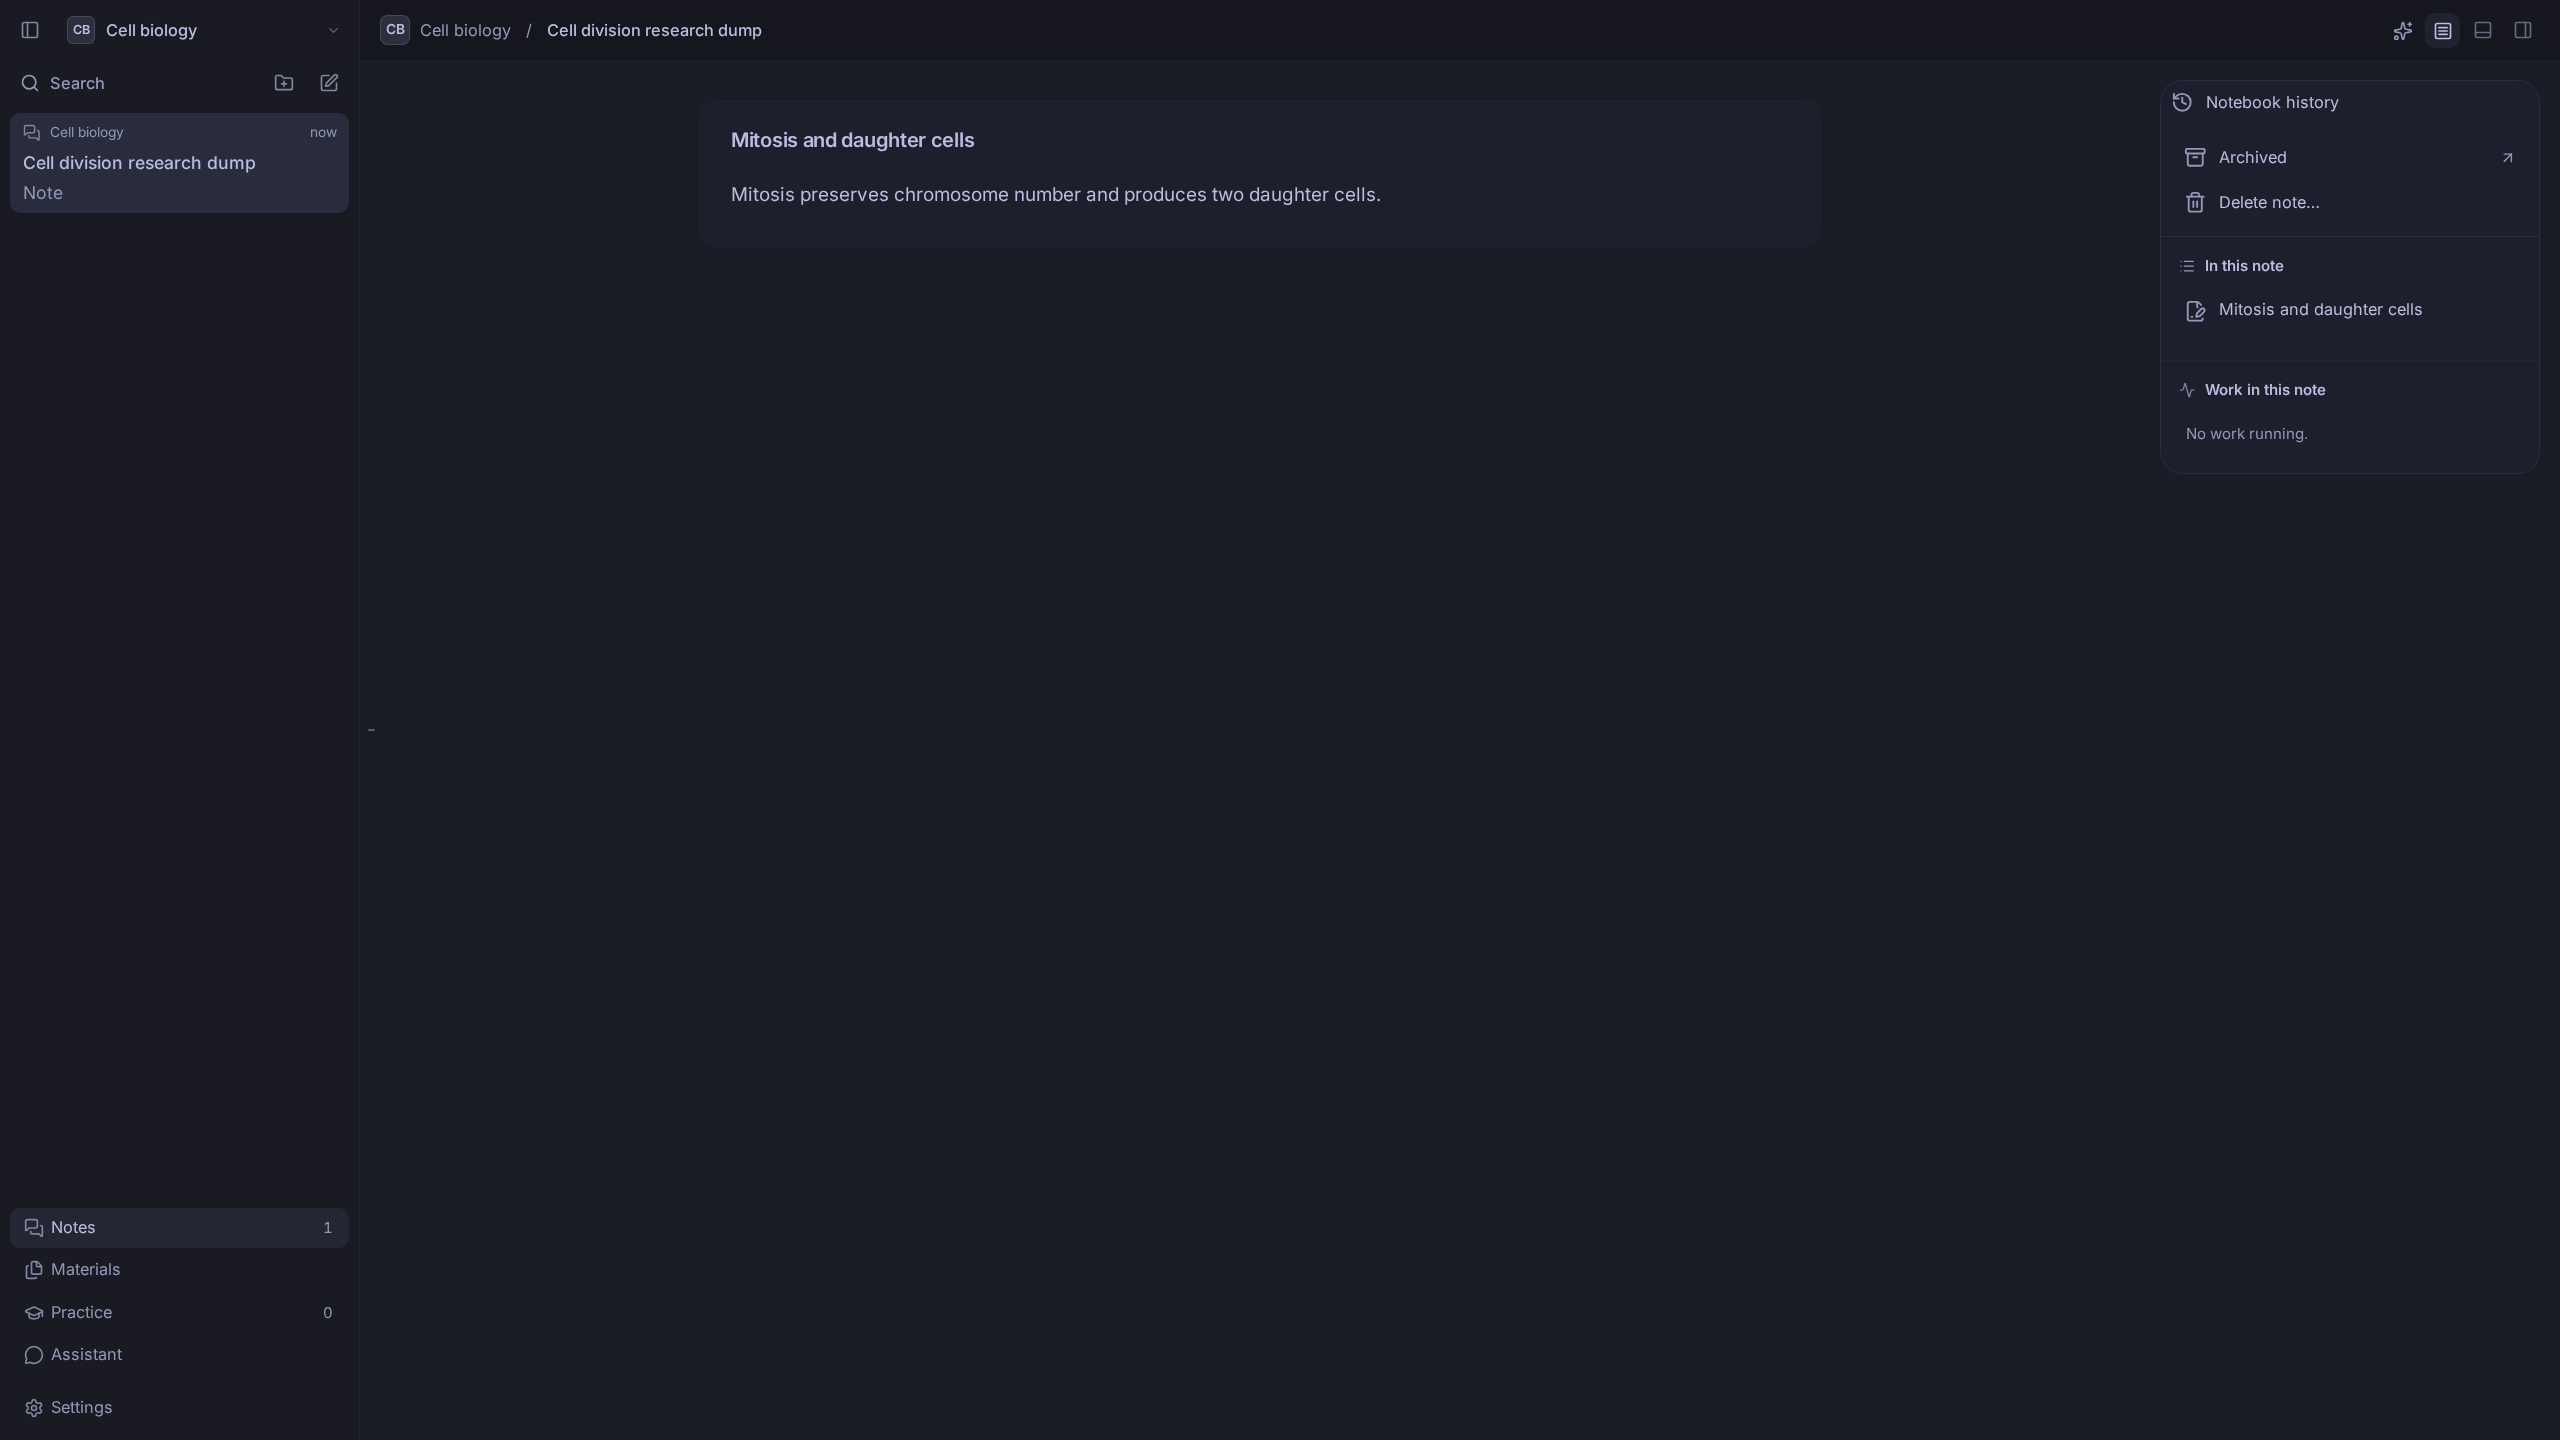 CB Cell biology
Search
Cell biology now
Cell division research dump
Note
Notes 1
Materials
Practice 0
Assistant
Settings
CB Cell biology / Cell division research dump
Mitosis and daughter cells
Mitosis preserves chromosome number and produces two daughter cells.
Notebook history
Archived
Delete note...
In this note
Mitosis and daughter cells
Work in this note
No work running.